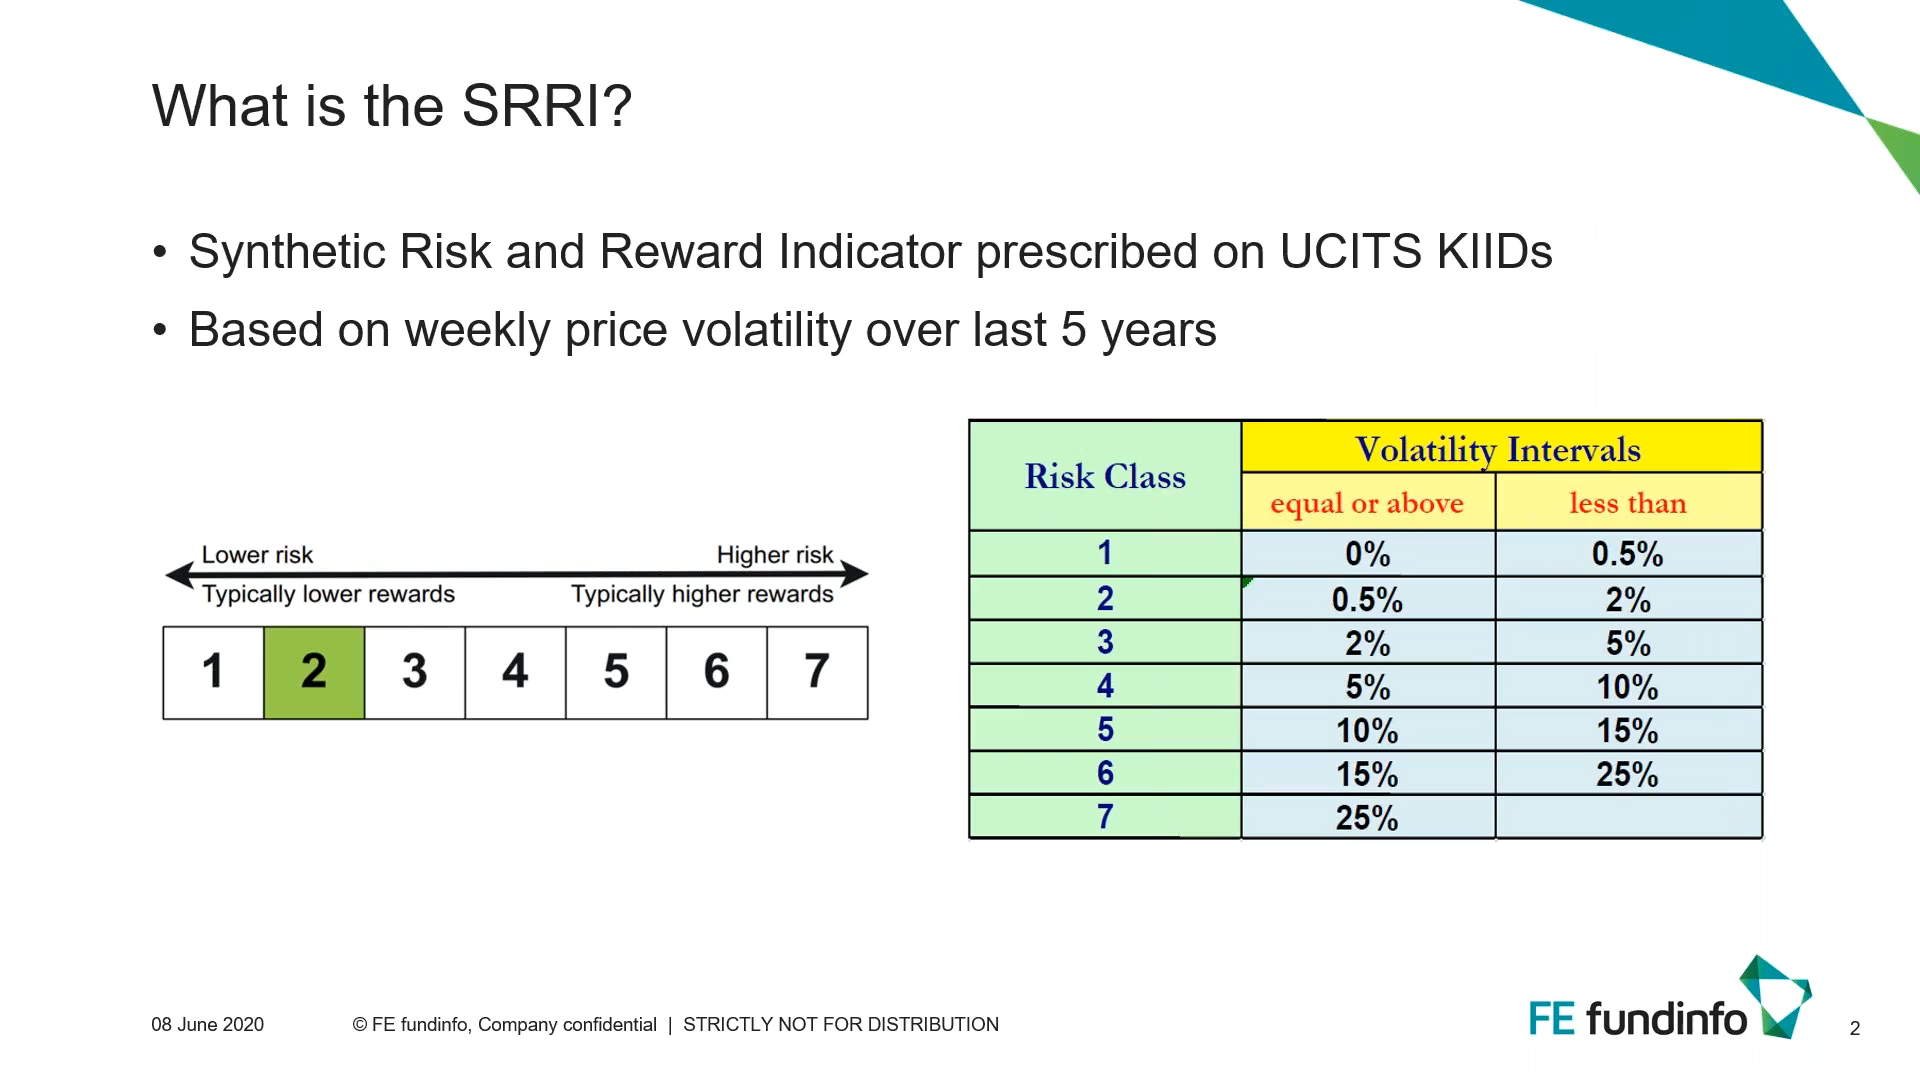 What is the SRRI?
• Synthetic Risk and Reward Indicator prescribed on UCITS KIIDs
• Based on weekly price volatility over last 5 years
Lower risk Higher risk
Typically lower rewards Typically higher rewards
1 2 3 4 5 6 7
Risk Class Volatility Intervals
equal or above less than
1 0% 0.5%
2 0.5% 2%
3 2% 5%
4 5% 10%
5 10% 15%
6 15% 25%
7 25%
08 June 2020 © FE fundinfo, Company confidential | STRICTLY NOT FOR DISTRIBUTION
FE fundinfo
2